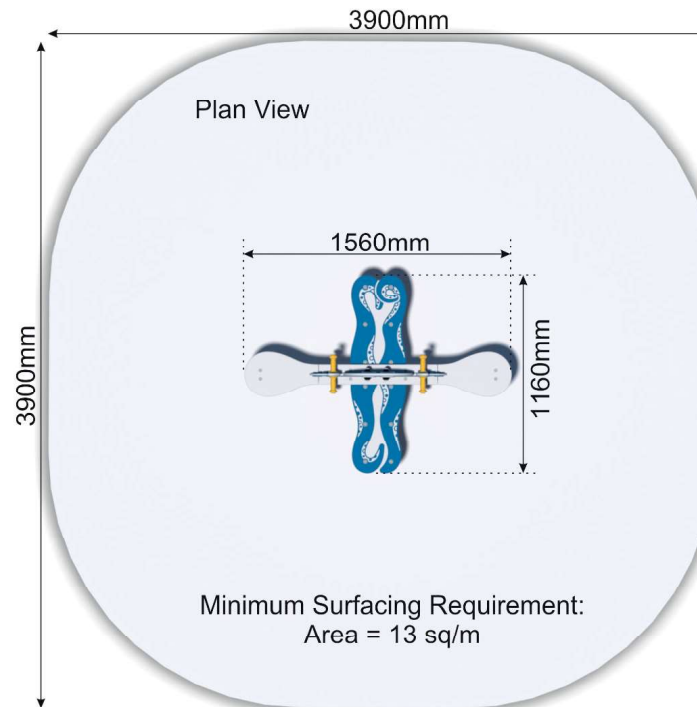 3900mm
Plan View
1560mm
3900mm
1160mm
Minimum Surfacing Requirement:
Area = 13 sq/m